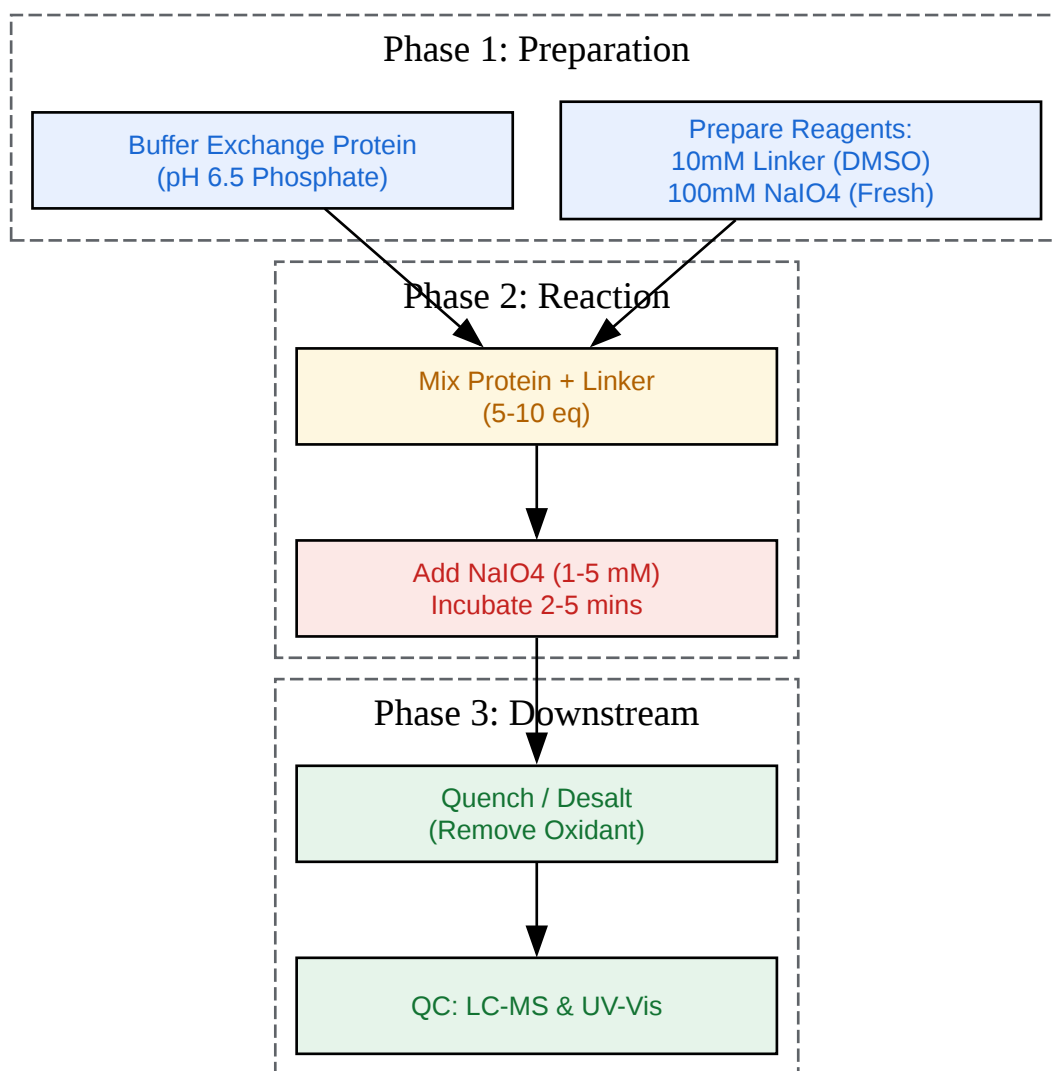 Phase 1: Preparation
Buffer Exchange Protein
(pH 6.5 Phosphate)
Prepare Reagents:
10mM Linker (DMSO)
100mM NaIO4 (Fresh)
Phase 2: Reaction
Mix Protein + Linker
(5-10 eq)
Add NaIO4 (1-5 mM)
Incubate 2-5 mins
Phase 3: Downstream
Quench / Desalt
(Remove Oxidant)
QC: LC-MS & UV-Vis